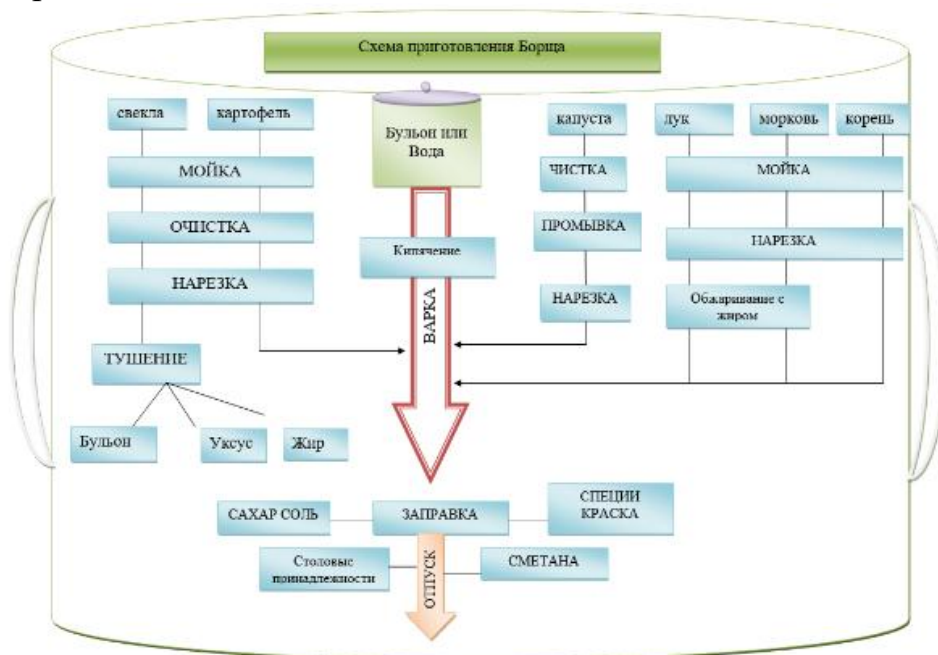 Схема приготовления Борща
свекла
картофель
Бульон или
Вода
капуста
лук
морковь
корень
МОЙКА
ЧИСТКА
МОЙКА
ОЧИСТКА
ПРОМЫВКА
Кипячение
НАРЕЗКА
НАРЕЗКА
НАРЕЗКА
Обжаривание с
жиром
ВАРКА
ТУШЕНИЕ
Бульон
Уксус
Жир
САХАР СОЛЬ
ЗАПРАВКА
СПЕЦИИ
КРАСКА
Столовые
принадлежности
ОТПУСК
СМЕТАНА